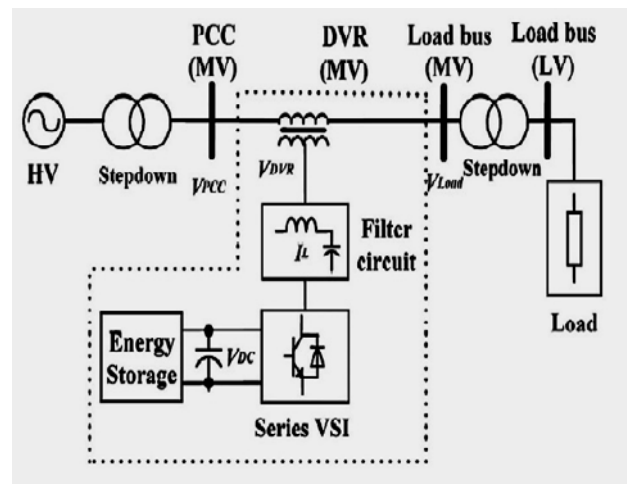 PCC
(MV)
DVR
(MV)
Load bus
(MV)
Load bus
(LV)
HV
Stepdown
VPCC
VDVR
VLoad
Stepdown
IL
Filter
circuit
Load
Energy
Storage
VDC
Series VSI